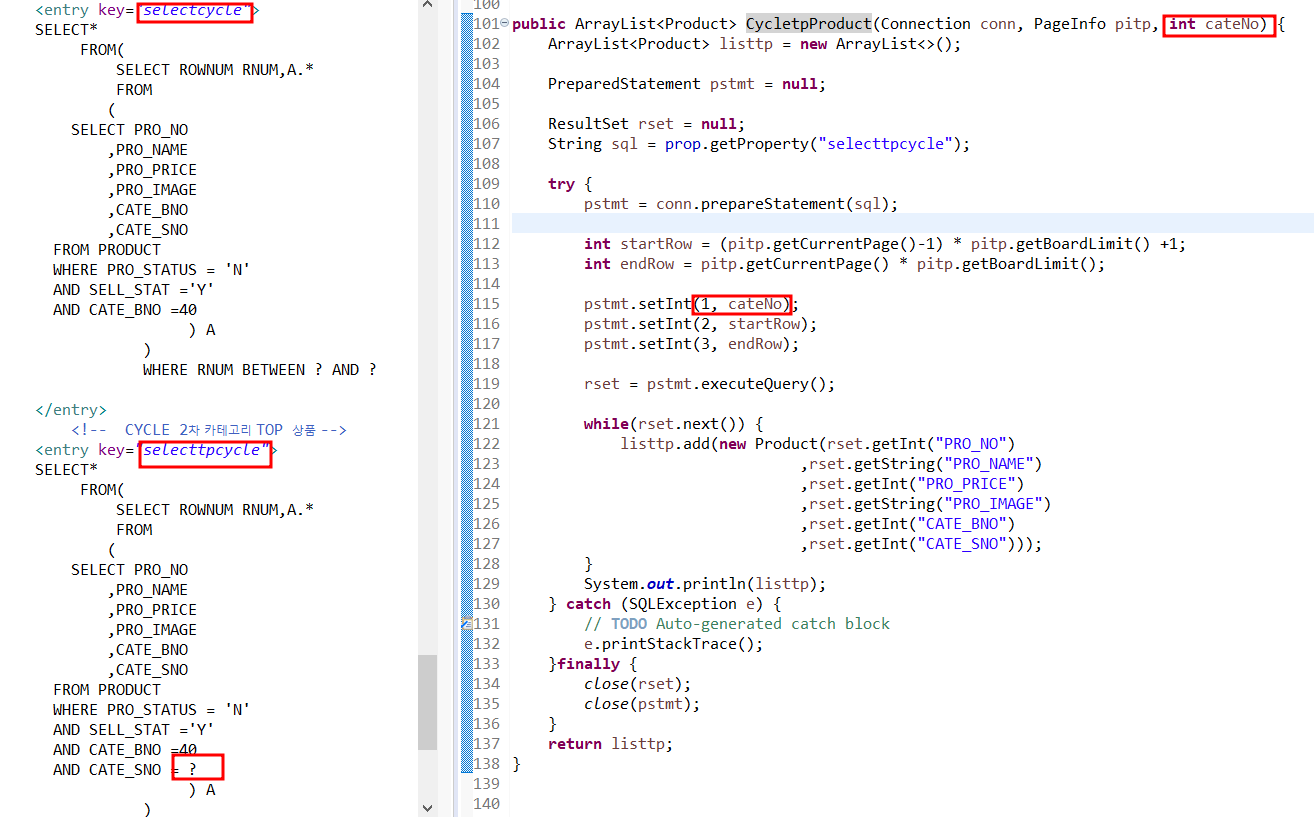 <entry key="selectcycle">
SELECT*
FROM(
SELECT ROWNUM RNUM,A.*
FROM
(
SELECT PRO_NO
,PRO_NAME
,PRO_PRICE
,PRO_IMAGE
,CATE_BNO
,CATE_SNO
FROM PRODUCT
WHERE PRO_STATUS = 'N'
AND SELL_STAT ='Y'
AND CATE_BNO =40
) A
)
WHERE RNUM BETWEEN ? AND ?
</entry>
<!-- CYCLE 2차 카테고리 TOP 상품 -->
<entry key="selecttpcycle">
SELECT*
FROM(
SELECT ROWNUM RNUM,A.*
FROM
(
SELECT PRO_NO
,PRO_NAME
,PRO_PRICE
,PRO_IMAGE
,CATE_BNO
,CATE_SNO
FROM PRODUCT
WHERE PRO_STATUS = 'N'
AND SELL_STAT ='Y'
AND CATE_BNO =40
AND CATE_SNO = ?
) A
)
100
101 public ArrayList<Product> CycletpProduct(Connection conn, PageInfo pitp, int cateNo) {
102 ArrayList<Product> listtp = new ArrayList<>();
103
104 PreparedStatement pstmt = null;
105
106 ResultSet rset = null;
107 String sql = prop.getProperty("selecttpcycle");
108
109 try {
110 pstmt = conn.prepareStatement(sql);
111
112 int startRow = (pitp.getCurrentPage()-1) * pitp.getBoardLimit() +1;
113 int endRow = pitp.getCurrentPage() * pitp.getBoardLimit();
114
115 pstmt.setInt(1, cateNo);
116 pstmt.setInt(2, startRow);
117 pstmt.setInt(3, endRow);
118
119 rset = pstmt.executeQuery();
120
121 while(rset.next()) {
122 listtp.add(new Product(rset.getInt("PRO_NO")
123 ,rset.getString("PRO_NAME")
124 ,rset.getInt("PRO_PRICE")
125 ,rset.getString("PRO_IMAGE")
126 ,rset.getInt("CATE_BNO")
127 ,rset.getInt("CATE_SNO")));
128 }
129 System.out.println(listtp);
130 } catch (SQLException e) {
131 // TODO Auto-generated catch block
132 e.printStackTrace();
133 }finally {
134 close(rset);
135 close(pstmt);
136 }
137 return listtp;
138 }
139
140